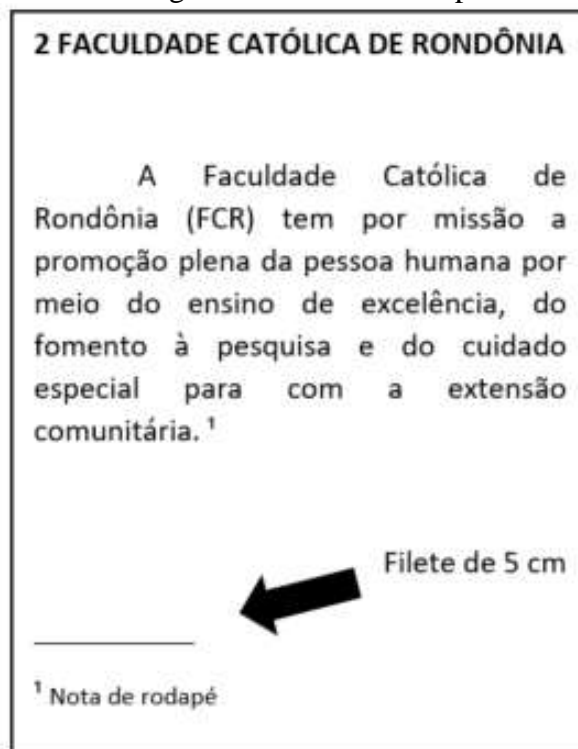 2 FACULDADE CATÓLICA DE RONDÔNIA
A Faculdade Católica de
Rondônia (FCR) tem por missão a
promoção plena da pessoa humana por
meio do ensino de excelência, do
fomento à pesquisa e do cuidado
especial para com a extensão
comunitária. ¹
Filete de 5 cm
¹ Nota de rodapé